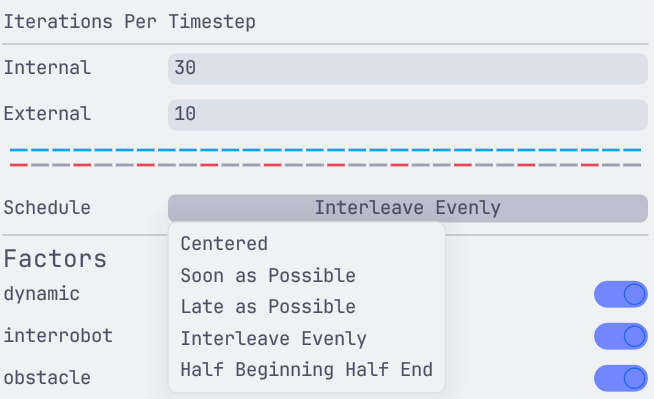 Iterations Per Timestep
Internal 30
External 10
Schedule Interleave Evenly
Centered
Soon as Possible
Late as Possible
Interleave Evenly
Half Beginning Half End
Factors
dynamic
interrobot
obstacle